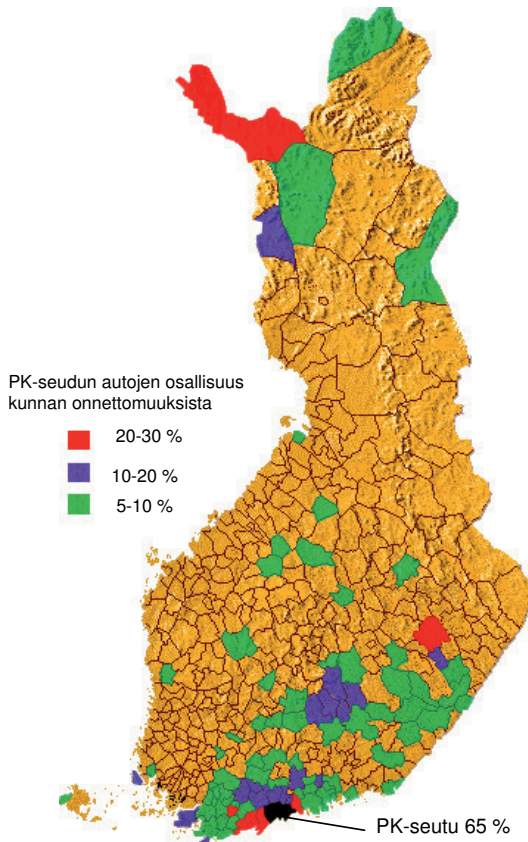 PK-seudun autojen osallisuus
kunnan onnettomuuksista
20-30 %
10-20 %
5-10 %
PK-seutu 65 %